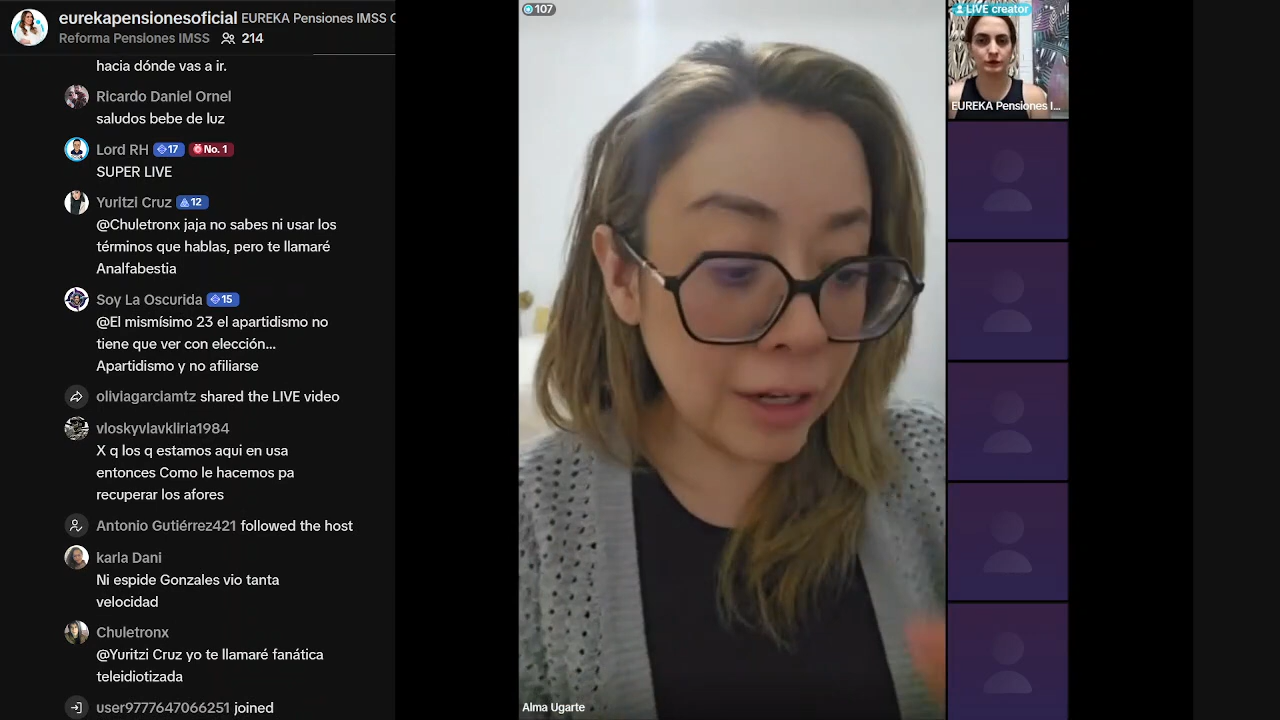 eurekapensionesoficial EUREKA Pensiones IMSS
Reforma Pensiones IMSS 214
hacia dónde vas a ir.
Ricardo Daniel Ornel
saludos bebe de luz
Lord RH 17 No. 1
SUPER LIVE
Yuritzi Cruz 12
@Chuletronx jaja no sabes ni usar los
términos que hablas, pero te llamaré
Analfabestia
Soy La Oscurida 15
@El mismísimo 23 el apartidismo no
tiene que ver con elección...
Apartidismo y no afiliarse
oliviagarciamtz shared the LIVE video
vloskyvlavkliria1984
X q los q estamos aqui en usa
entonces Como le hacemos pa
recuperar los afores
Antonio Gutiérrez421 followed the host
karla Dani
Ni espide Gonzales vio tanta
velocidad
Chuletronx
@Yuritzi Cruz yo te llamaré fanática
teleidiotizada
user9777647066251 joined
107
Alma Ugarte
LIVE creator
EUREKA Pensiones I...